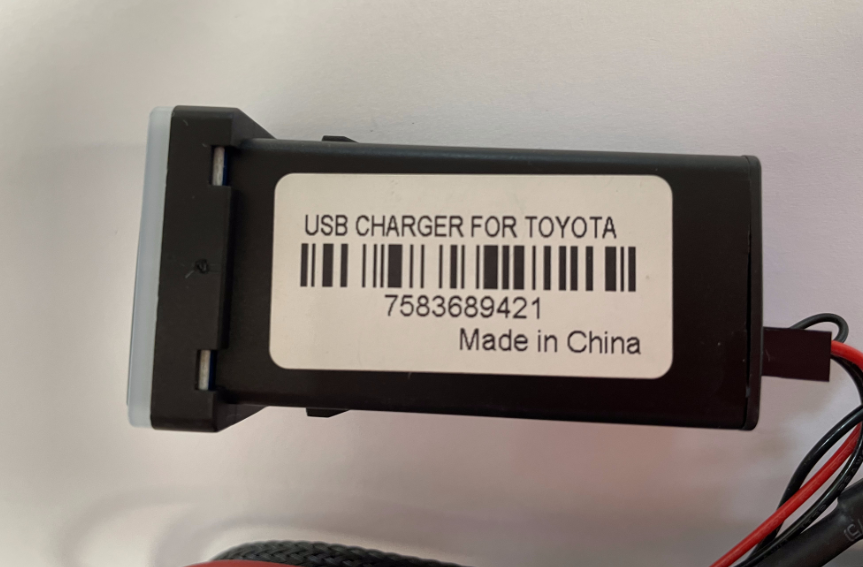 USB CHARGER FOR TOYOTA
7583689421
Made in China